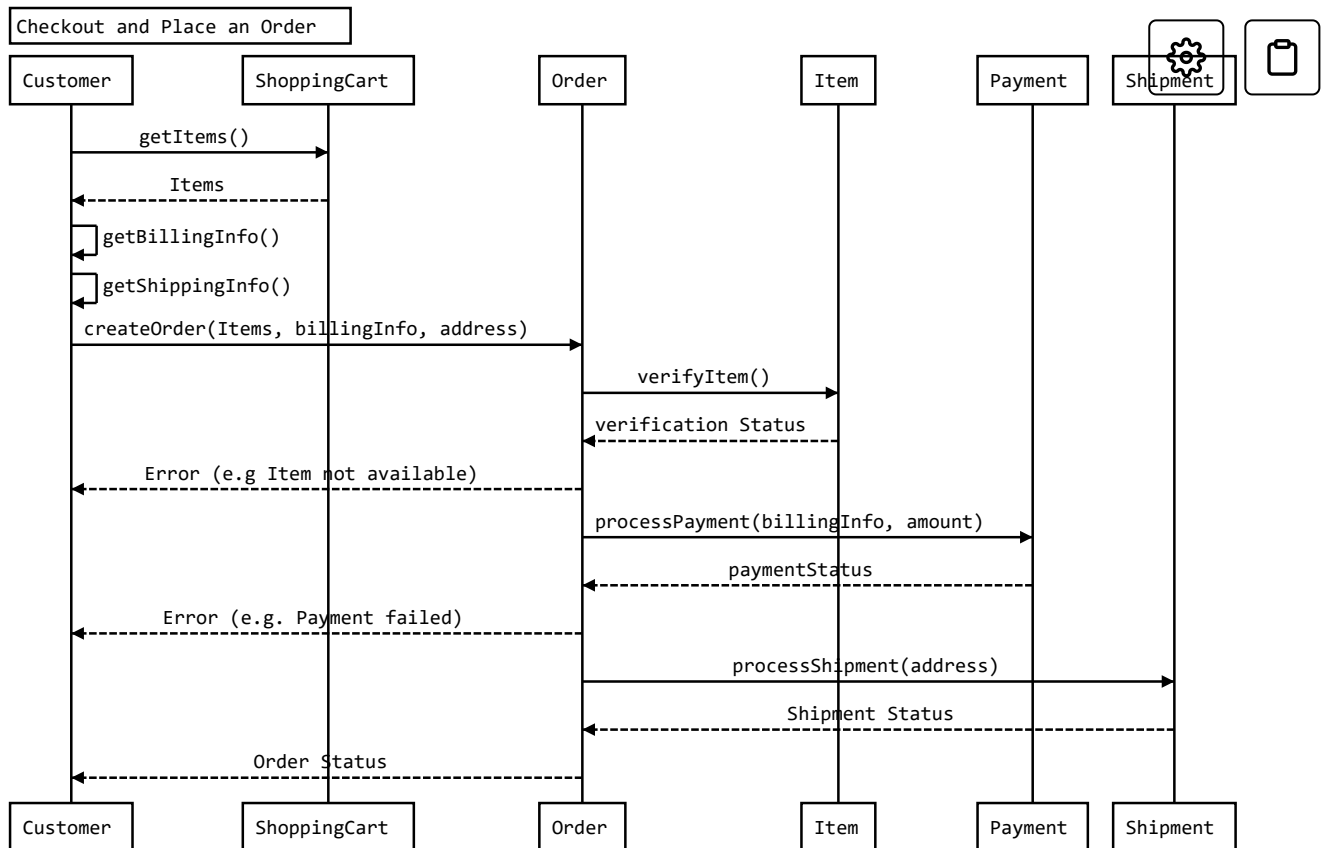 Checkout and Place an Order
Customer
ShoppingCart
Order
Item
Payment
Shipment
getItems()
Items
getBillingInfo()
getShippingInfo()
createOrder(Items, billingInfo, address)
verifyItem()
verification Status
Error (e.g Item not available)
processPayment(billingInfo, amount)
paymentStatus
Error (e.g. Payment failed)
processShipment(address)
Shipment Status
Order Status
Customer
ShoppingCart
Order
Item
Payment
Shipment